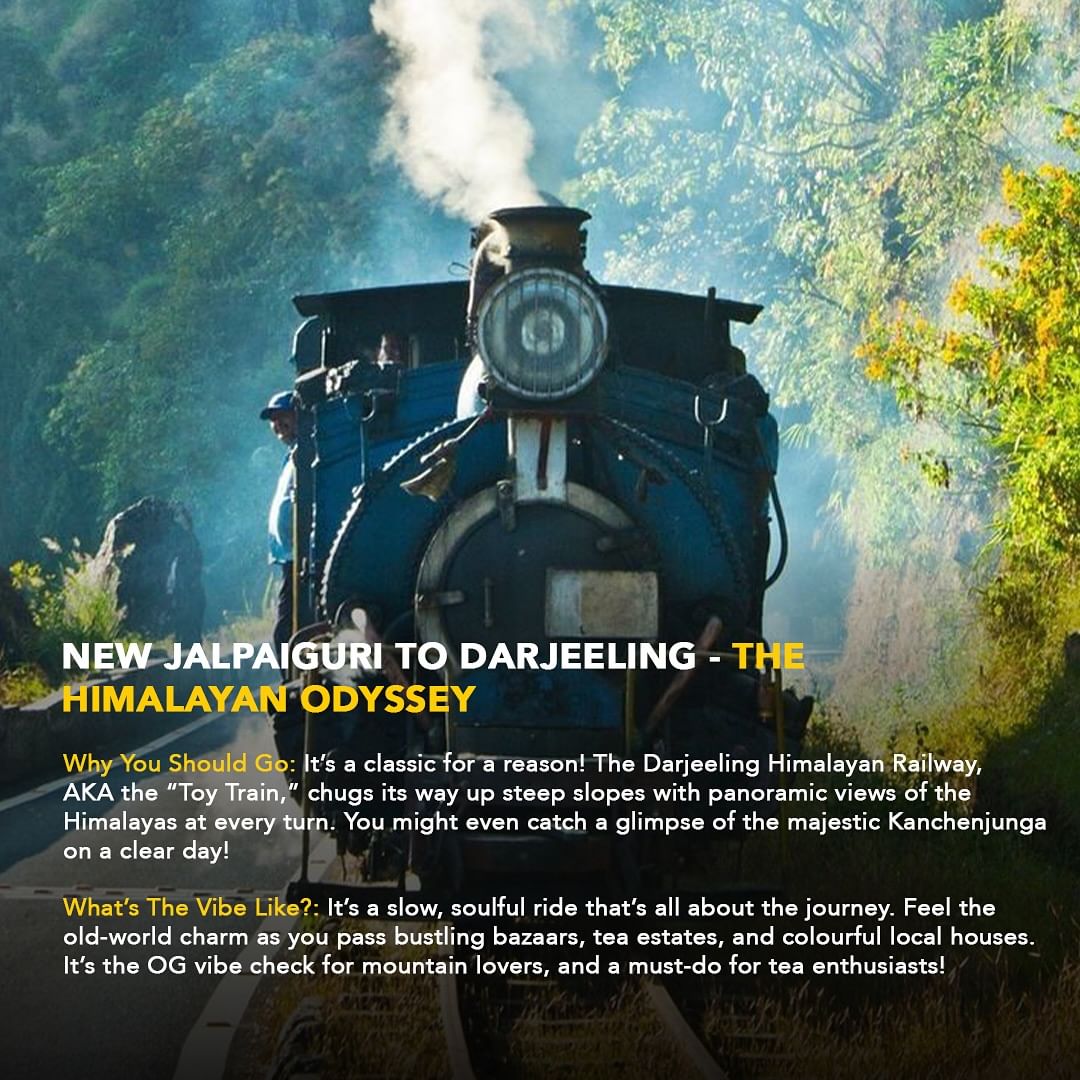 NEW JALPAIGURI TO DARJEELING - THE
HIMALAYAN ODYSSEY
Why You Should Go: It’s a classic for a reason! The Darjeeling Himalayan Railway,
AKA the “Toy Train,” chugs its way up steep slopes with panoramic views of the
Himalayas at every turn. You might even catch a glimpse of the majestic Kanchenjunga
on a clear day!
What’s The Vibe Like?: It’s a slow, soulful ride that’s all about the journey. Feel the
old-world charm as you pass bustling bazaars, tea estates, and colourful local houses.
It’s the OG vibe check for mountain lovers, and a must-do for tea enthusiasts!